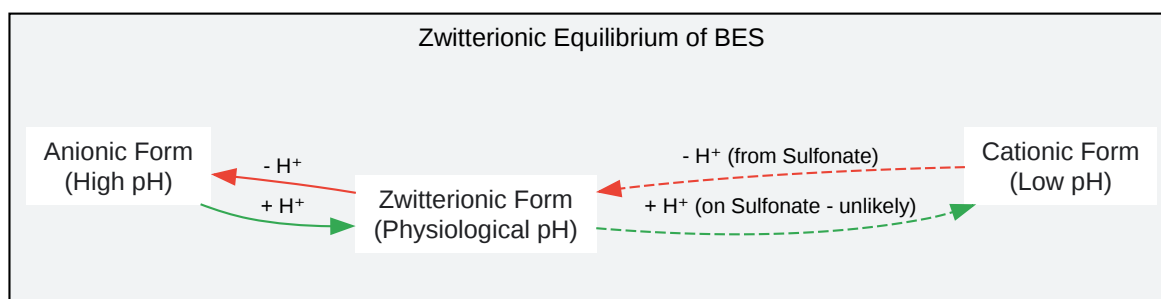 Zwitterionic Equilibrium of BES
Anionic Form
(High pH)
- H⁺
+ H⁺
Zwitterionic Form
(Physiological pH)
- H⁺ (from Sulfonate)
+ H⁺ (on Sulfonate - unlikely)
Cationic Form
(Low pH)